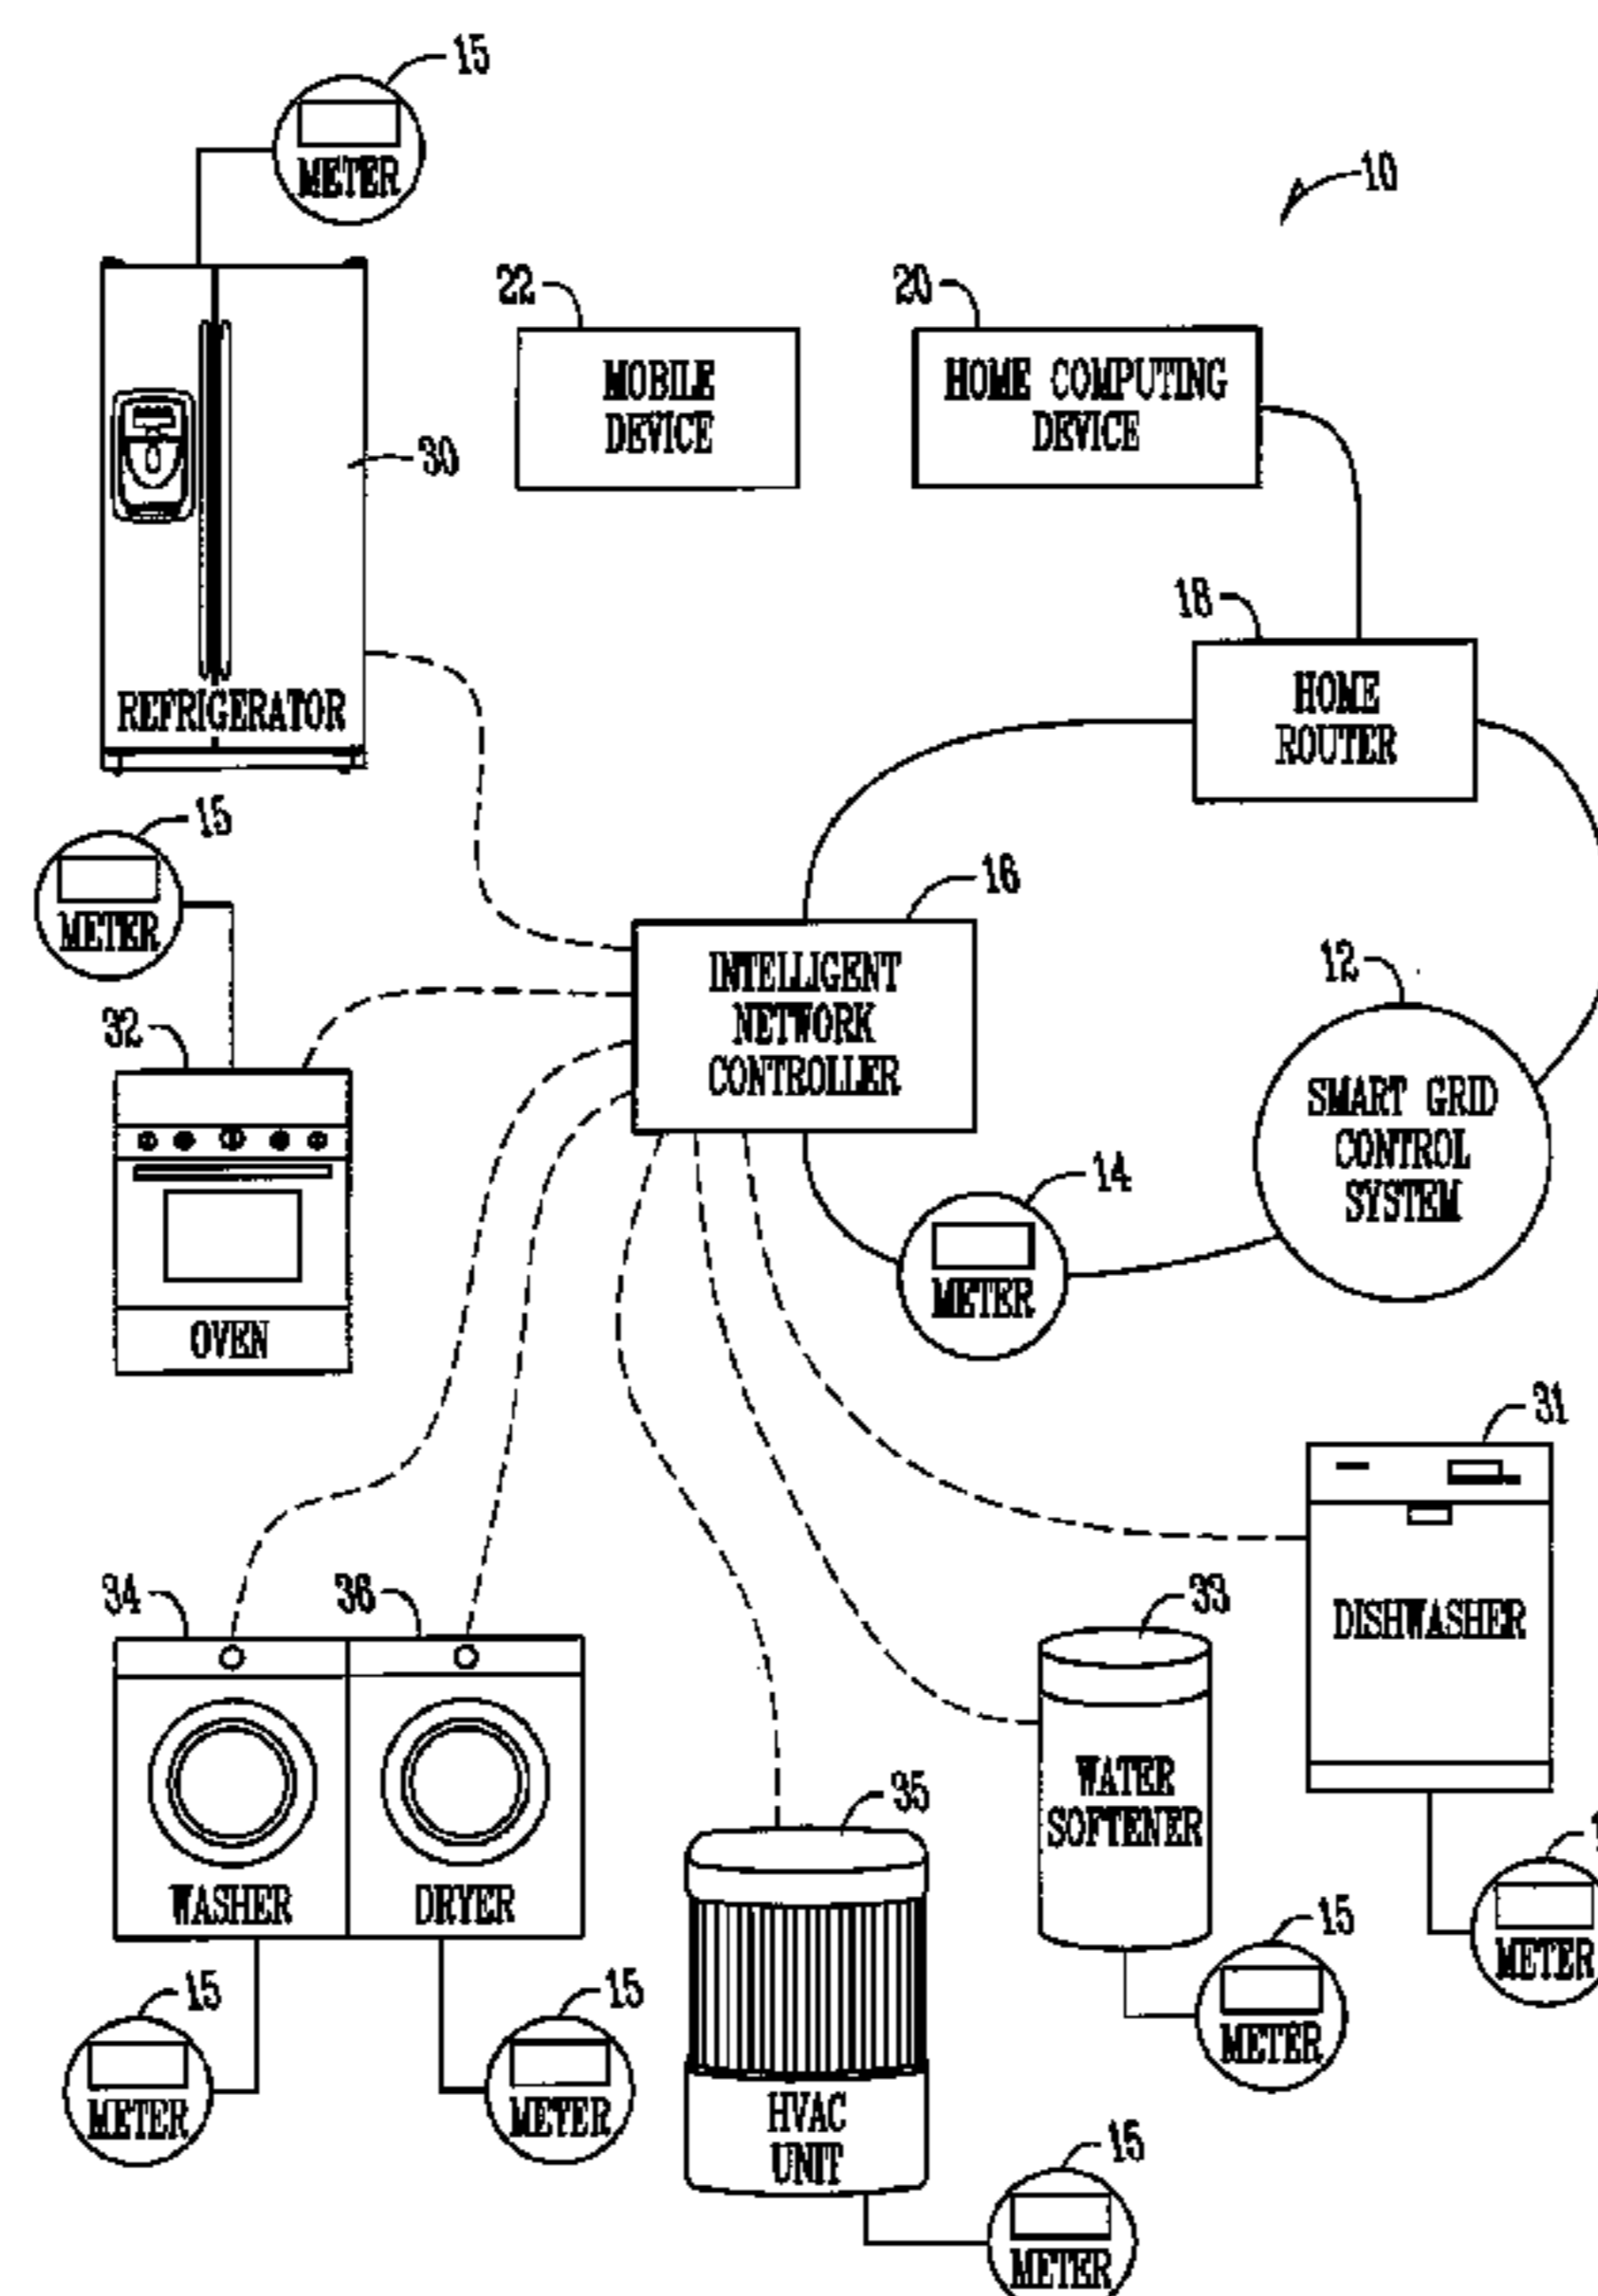 15
METER
10
22
MOBILE
DEVICE
20
HOME COMPUTING
DEVICE
30
REFRIGERATOR
18
HOME
ROUTER
15
METER
16
INTELLIGENT
NETWORK
CONTROLLER
12
SMART GRID
CONTROL
SYSTEM
32
OVEN
14
METER
31
DISHWASHER
34
WASHER
36
DRYER
33
WATER
SOFTENER
35
HVAC
UNIT
METER
15
METER
15
METER
15
METER
15
METER